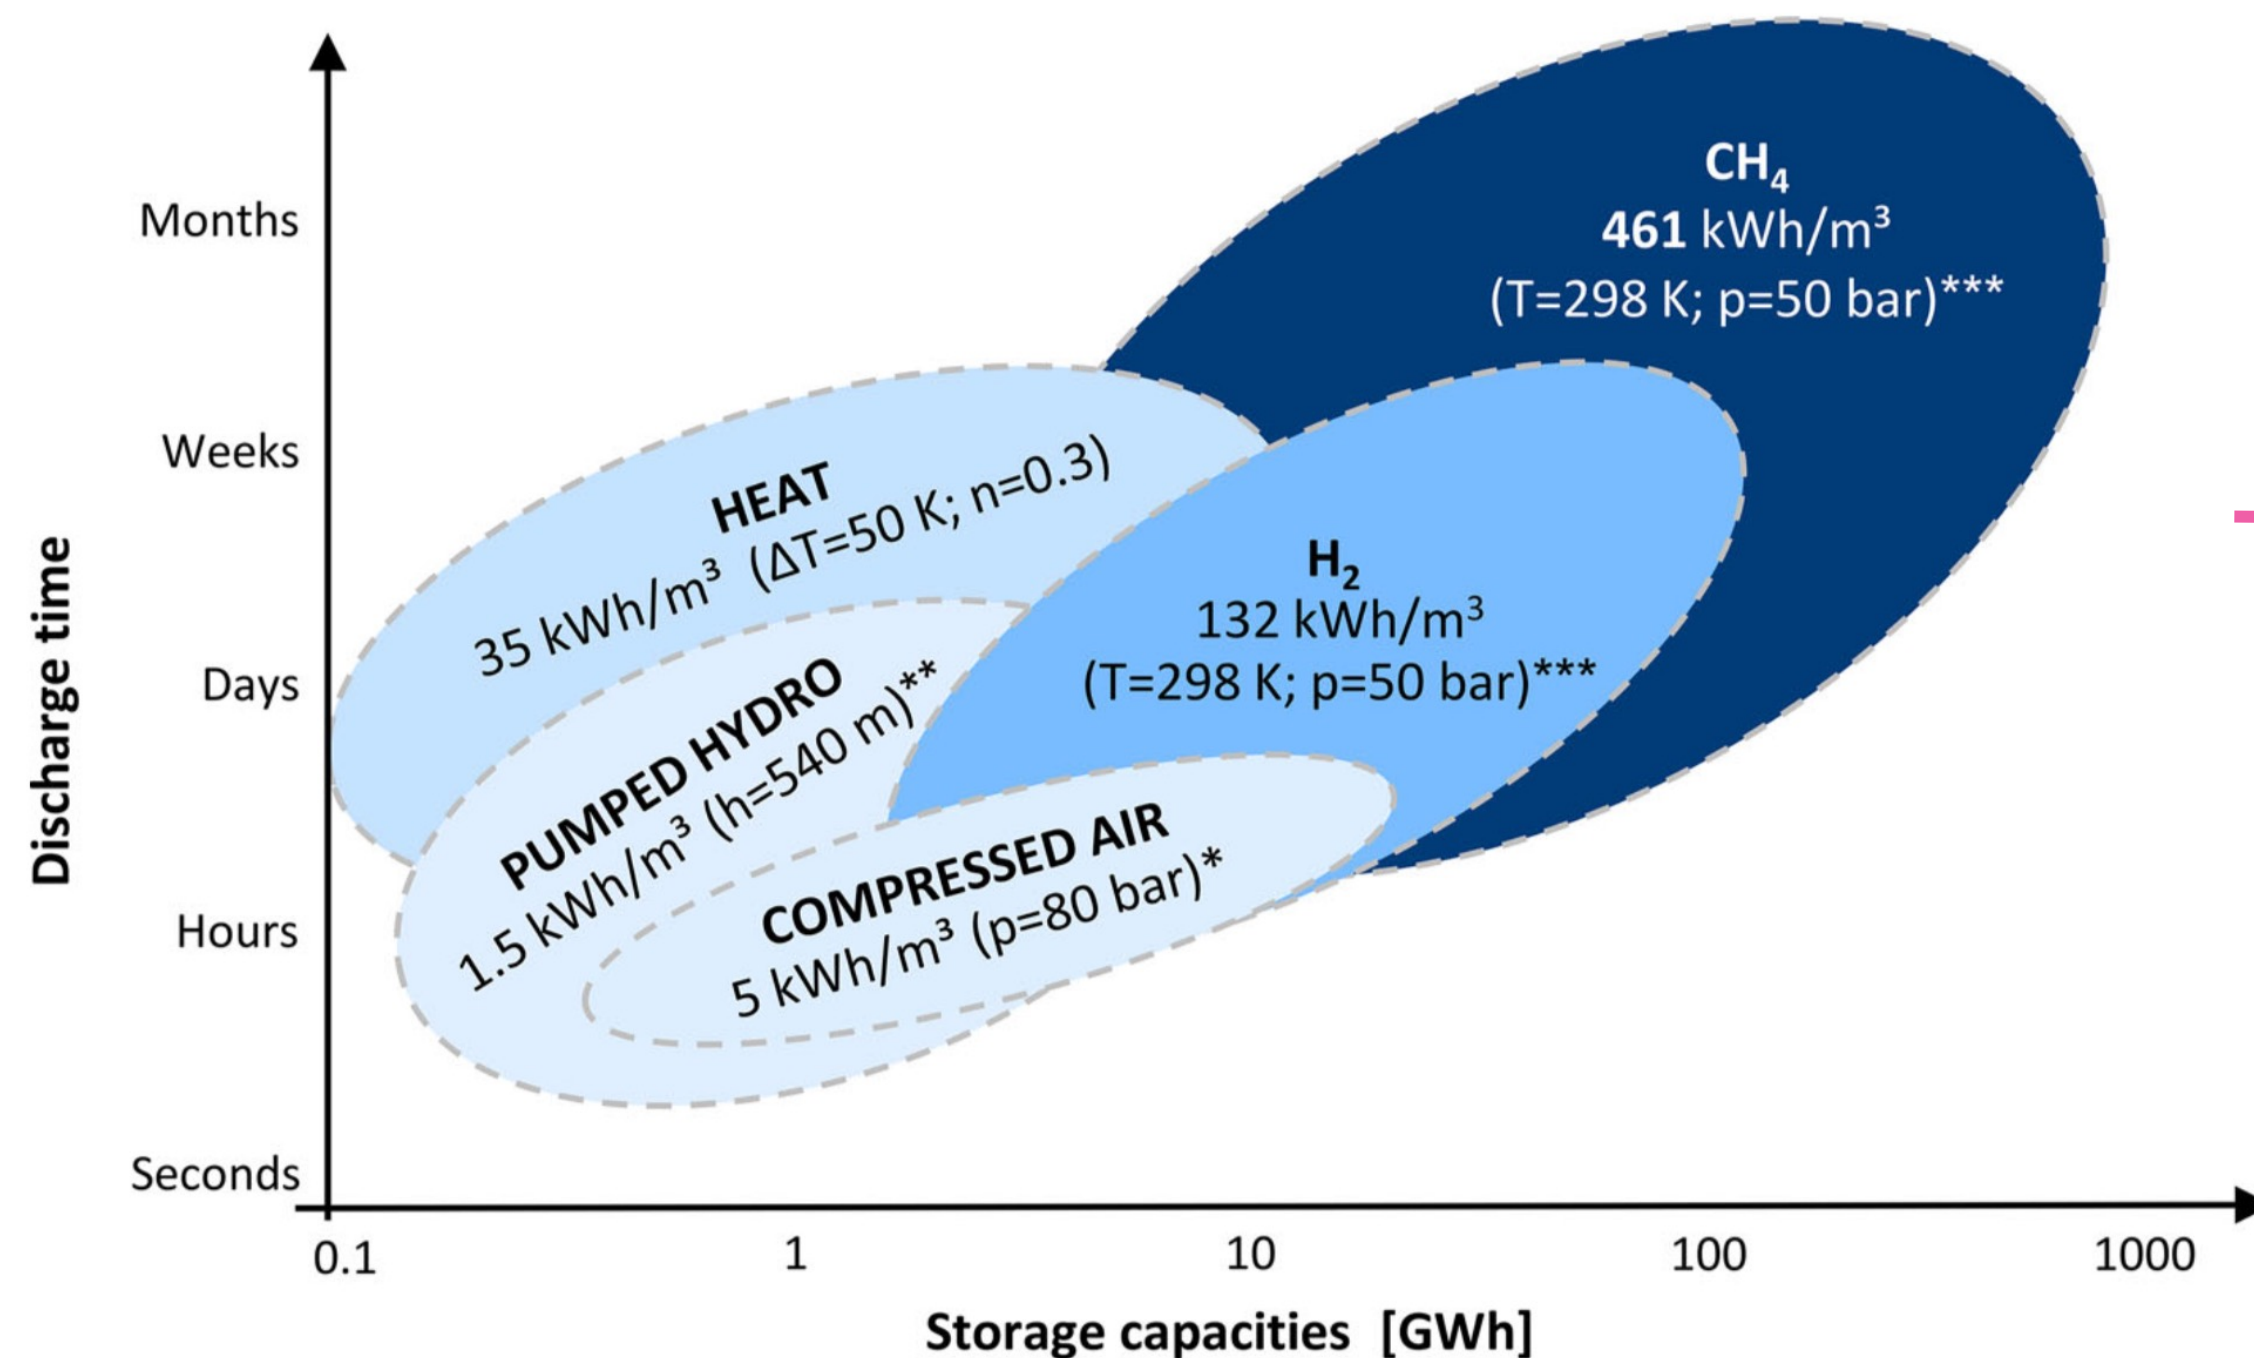 CH₄
461 kWh/m³
(T=298 K; p=50 bar)***
Months
Weeks
HEAT
35 kWh/m³ (ΔT=50 K; n=0.3)
H₂
132 kWh/m³
(T=298 K; p=50 bar)***
Days
PUMPED HYDRO
1.5 kWh/m³ (h=540 m)**
COMPRESSED AIR
5 kWh/m³ (p=80 bar)*
Hours
Seconds
Discharge time
0.1 1 10 100 1000
Storage capacities [GWh]